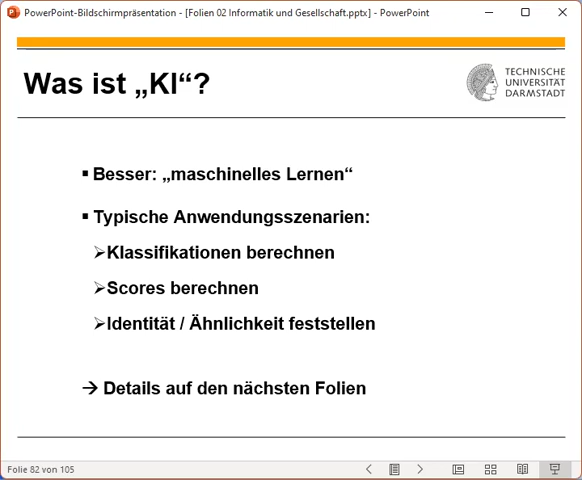 PowerPoint-Bildschirmpräsentation - [Folien 02 Informatik und Gesellschaft.pptx] - PowerPoint
Was ist „KI“?
TECHNISCHE
UNIVERSITÄT
DARMSTADT
▪ Besser: „maschinelles Lernen“
▪ Typische Anwendungsszenarien:
➢Klassifikationen berechnen
➢Scores berechnen
➢Identität / Ähnlichkeit feststellen
→ Details auf den nächsten Folien
Folie 82 von 105